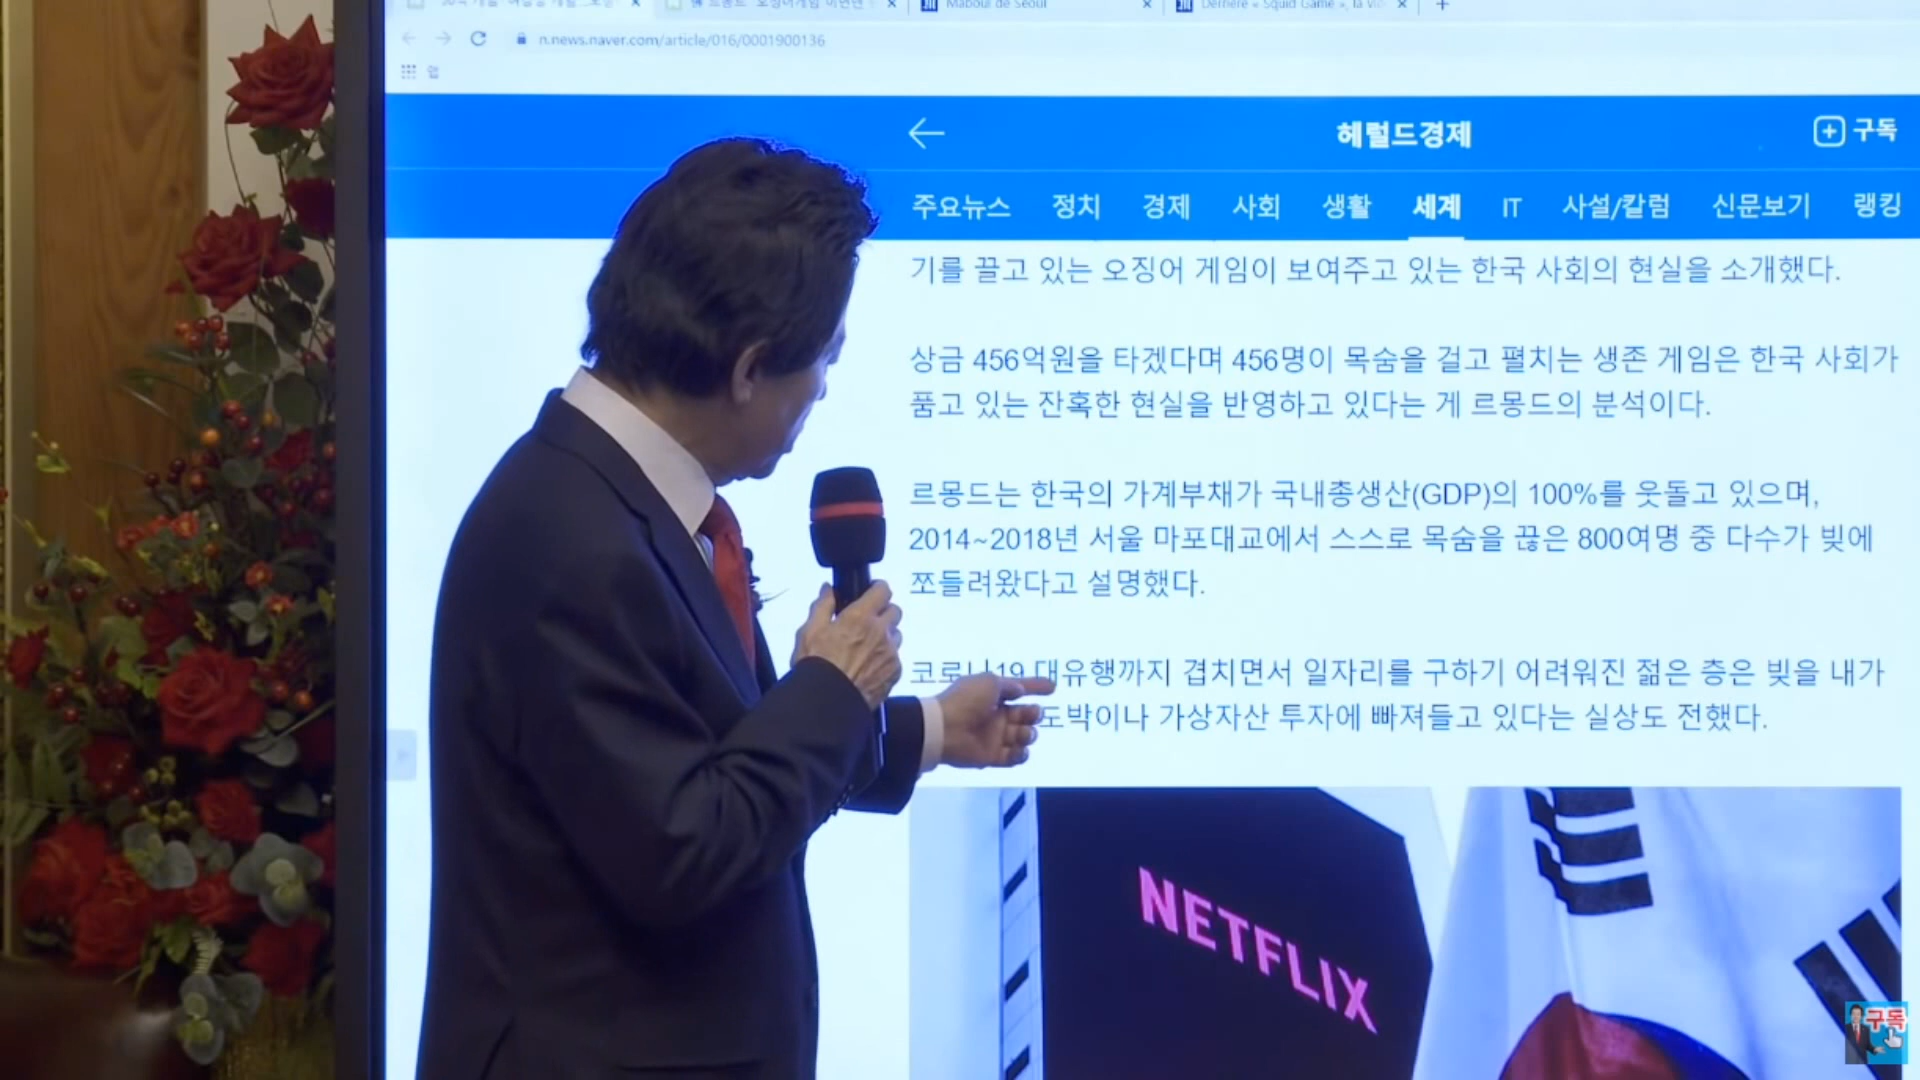 Maboul de Séoul
Derrière « Squid Game », la
n.news.naver.com/article/016/0001900136
앱
헤럴드경제
구독
주요뉴스 정치 경제 사회 생활 세계 IT 사설/칼럼 신문보기 랭킹
기를 끌고 있는 오징어 게임이 보여주고 있는 한국 사회의 현실을 소개했다.
상금 456억원을 타겠다며 456명이 목숨을 걸고 펼치는 생존 게임은 한국 사회가
품고 있는 잔혹한 현실을 반영하고 있다는 게 르몽드의 분석이다.
르몽드는 한국의 가계부채가 국내총생산(GDP)의 100%를 웃돌고 있으며,
2014~2018년 서울 마포대교에서 스스로 목숨을 끊은 800여명 중 다수가 빚에
쪼들려왔다고 설명했다.
코로나19 대유행까지 겹치면서 일자리를 구하기 어려워진 젊은 층은 빚을 내가
도박이나 가상자산 투자에 빠져들고 있다는 실상도 전했다.
NETFLIX
구독